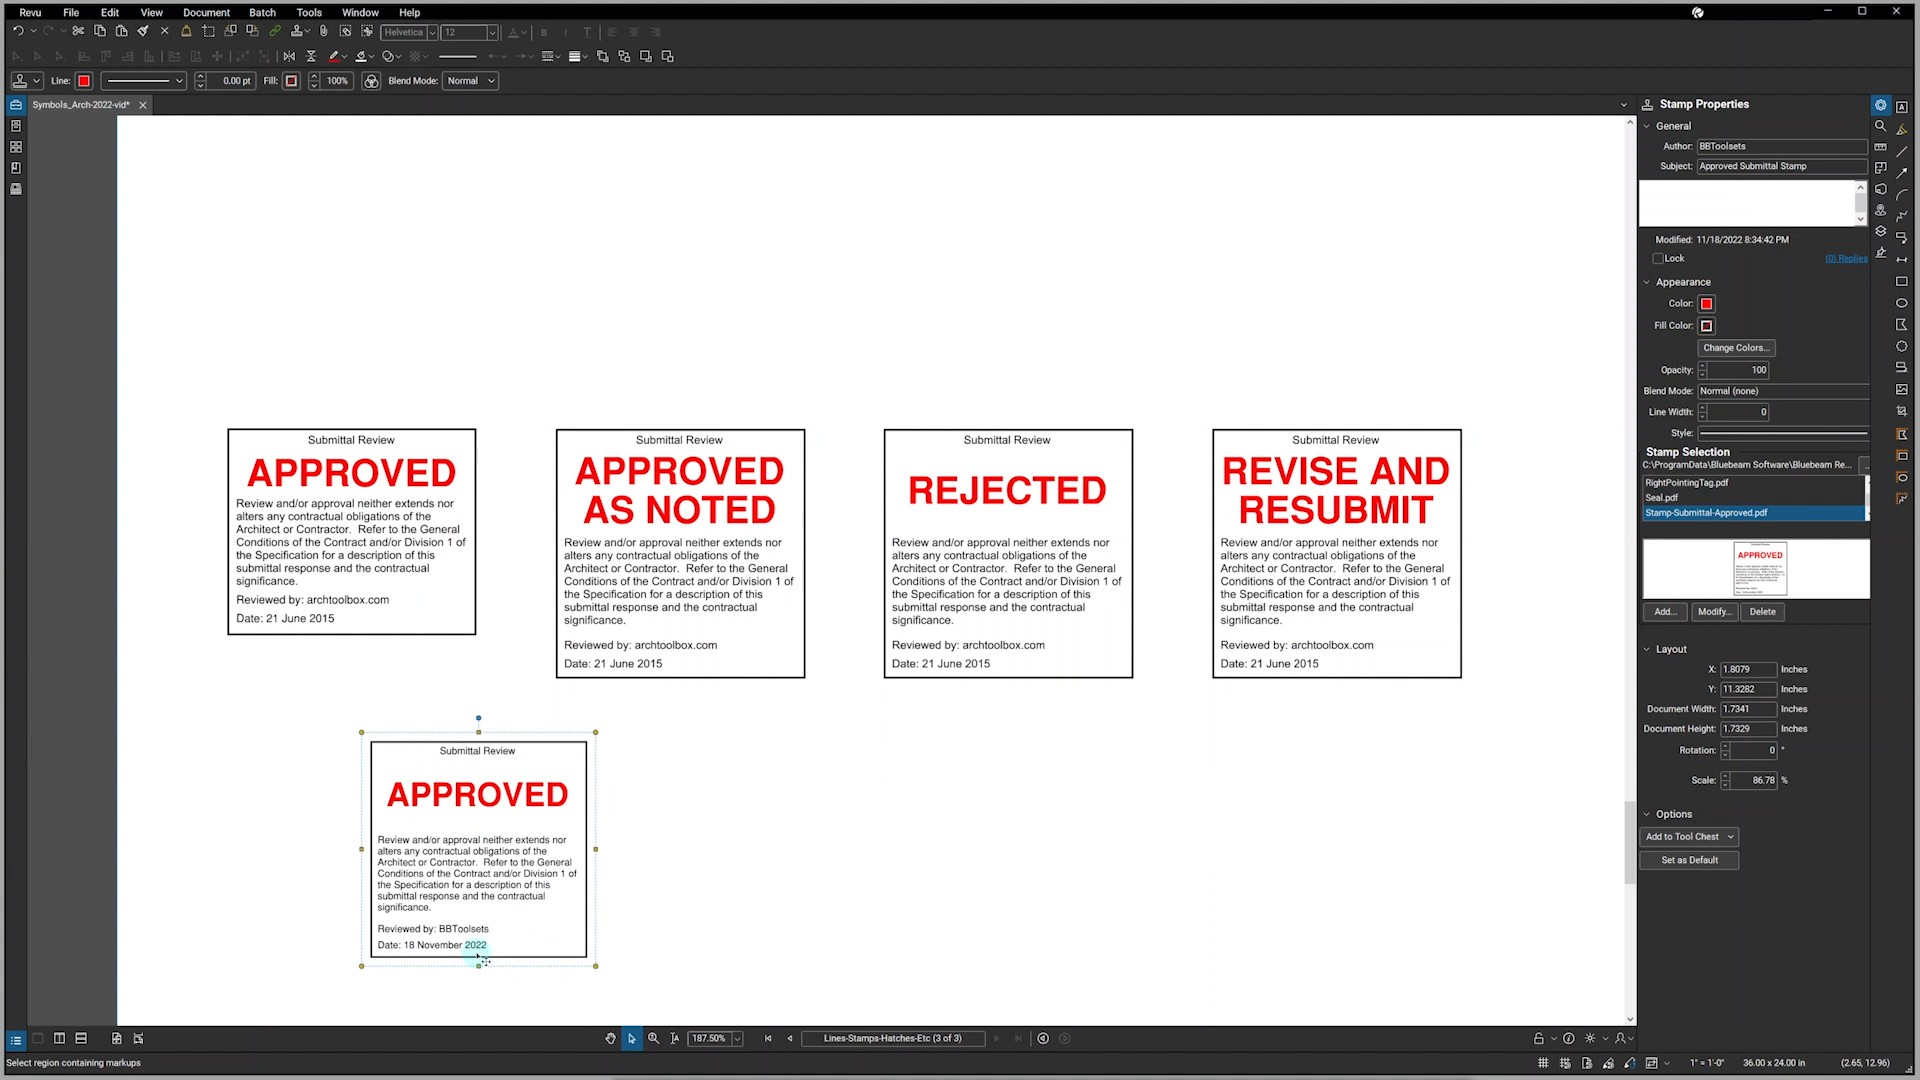 Revu File Edit View Document Batch Tools Window Help
Helvetica 12
Line: 0.00 pt Fill: 100% Blend Mode: Normal
Symbols_Arch-2022-vid*
Stamp Properties
General
Author: BBToolsets
Subject: Approved Submittal Stamp
Modified: 11/18/2022 8:34:42 PM
Lock (0) Replies
Appearance
Color:
Fill Color:
Change Colors...
Opacity: 100
Blend Mode: Normal (none)
Line Width: 0
Style:
Stamp Selection
C:\ProgramData\Bluebeam Software\Bluebeam Re... ...
RightPointingTag.pdf
Seal.pdf
Stamp-Submittal-Approved.pdf
APPROVED
Add... Modify... Delete
Layout
X: 1.8079 Inches
Y: 11.3282 Inches
Document Width: 1.7341 Inches
Document Height: 1.7329 Inches
Rotation: 0 °
Scale: 86.78 %
Options
Add to Tool Chest
Set as Default
Submittal Review
APPROVED
Review and/or approval neither extends nor
alters any contractual obligations of the
Architect or Contractor. Refer to the General
Conditions of the Contract and/or Division 1 of
the Specification for a description of this
submittal response and the contractual
significance.
Reviewed by: archtoolbox.com
Date: 21 June 2015
Submittal Review
APPROVED
AS NOTED
Review and/or approval neither extends nor
alters any contractual obligations of the
Architect or Contractor. Refer to the General
Conditions of the Contract and/or Division 1 of
the Specification for a description of this
submittal response and the contractual
significance.
Reviewed by: archtoolbox.com
Date: 21 June 2015
Submittal Review
REJECTED
Review and/or approval neither extends nor
alters any contractual obligations of the
Architect or Contractor. Refer to the General
Conditions of the Contract and/or Division 1 of
the Specification for a description of this
submittal response and the contractual
significance.
Reviewed by: archtoolbox.com
Date: 21 June 2015
Submittal Review
REVISE AND
RESUBMIT
Review and/or approval neither extends nor
alters any contractual obligations of the
Architect or Contractor. Refer to the General
Conditions of the Contract and/or Division 1 of
the Specification for a description of this
submittal response and the contractual
significance.
Reviewed by: archtoolbox.com
Date: 21 June 2015
Submittal Review
APPROVED
Review and/or approval neither extends nor
alters any contractual obligations of the
Architect or Contractor. Refer to the General
Conditions of the Contract and/or Division 1 of
the Specification for a description of this
submittal response and the contractual
significance.
Reviewed by: BBToolsets
Date: 18 November 2022
187.50% Lines-Stamps-Hatches-Etc (3 of 3)
Select region containing markups 1" = 1'-0" 36.00 x 24.00 in (2.65, 12.96)